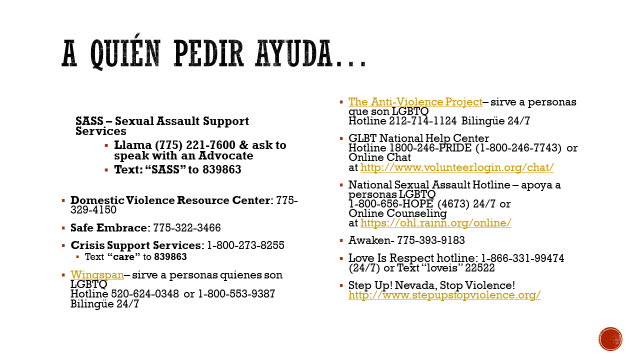 A QUIÉN PEDIR AYUDA...
SASS – Sexual Assault Support
Services
Llama (775) 221-7600 & ask to
speak with an Advocate
Text: “SASS” to 839863
Domestic Violence Resource Center: 775-
329-4150
Safe Embrace: 775-322-3466
Crisis Support Services: 1-800-273-8255
Text “care” to 839863
Wingspan– sirve a personas quienes son
LGBTQ
Hotline 520-624-0348 or 1-800-553-9387
Bilingüe 24/7
The Anti-Violence Project– sirve a personas
que son LGBTQ
Hotline 212-714-1124 Bilingüe 24/7
GLBT National Help Center
Hotline 1800-246-PRIDE (1-800-246-7743) or
Online Chat
at http://www.volunteerlogin.org/chat/
National Sexual Assault Hotline – apoya a
personas LGBTQ
1-800-656-HOPE (4673) 24/7 or
Online Counseling
at https://ohl.rainn.org/online/
Awaken- 775-393-9183
Love Is Respect hotline: 1-866-331-99474
(24/7) or Text “loveis” 22522
Step Up! Nevada, Stop Violence!
http://www.stepupstopviolence.org/